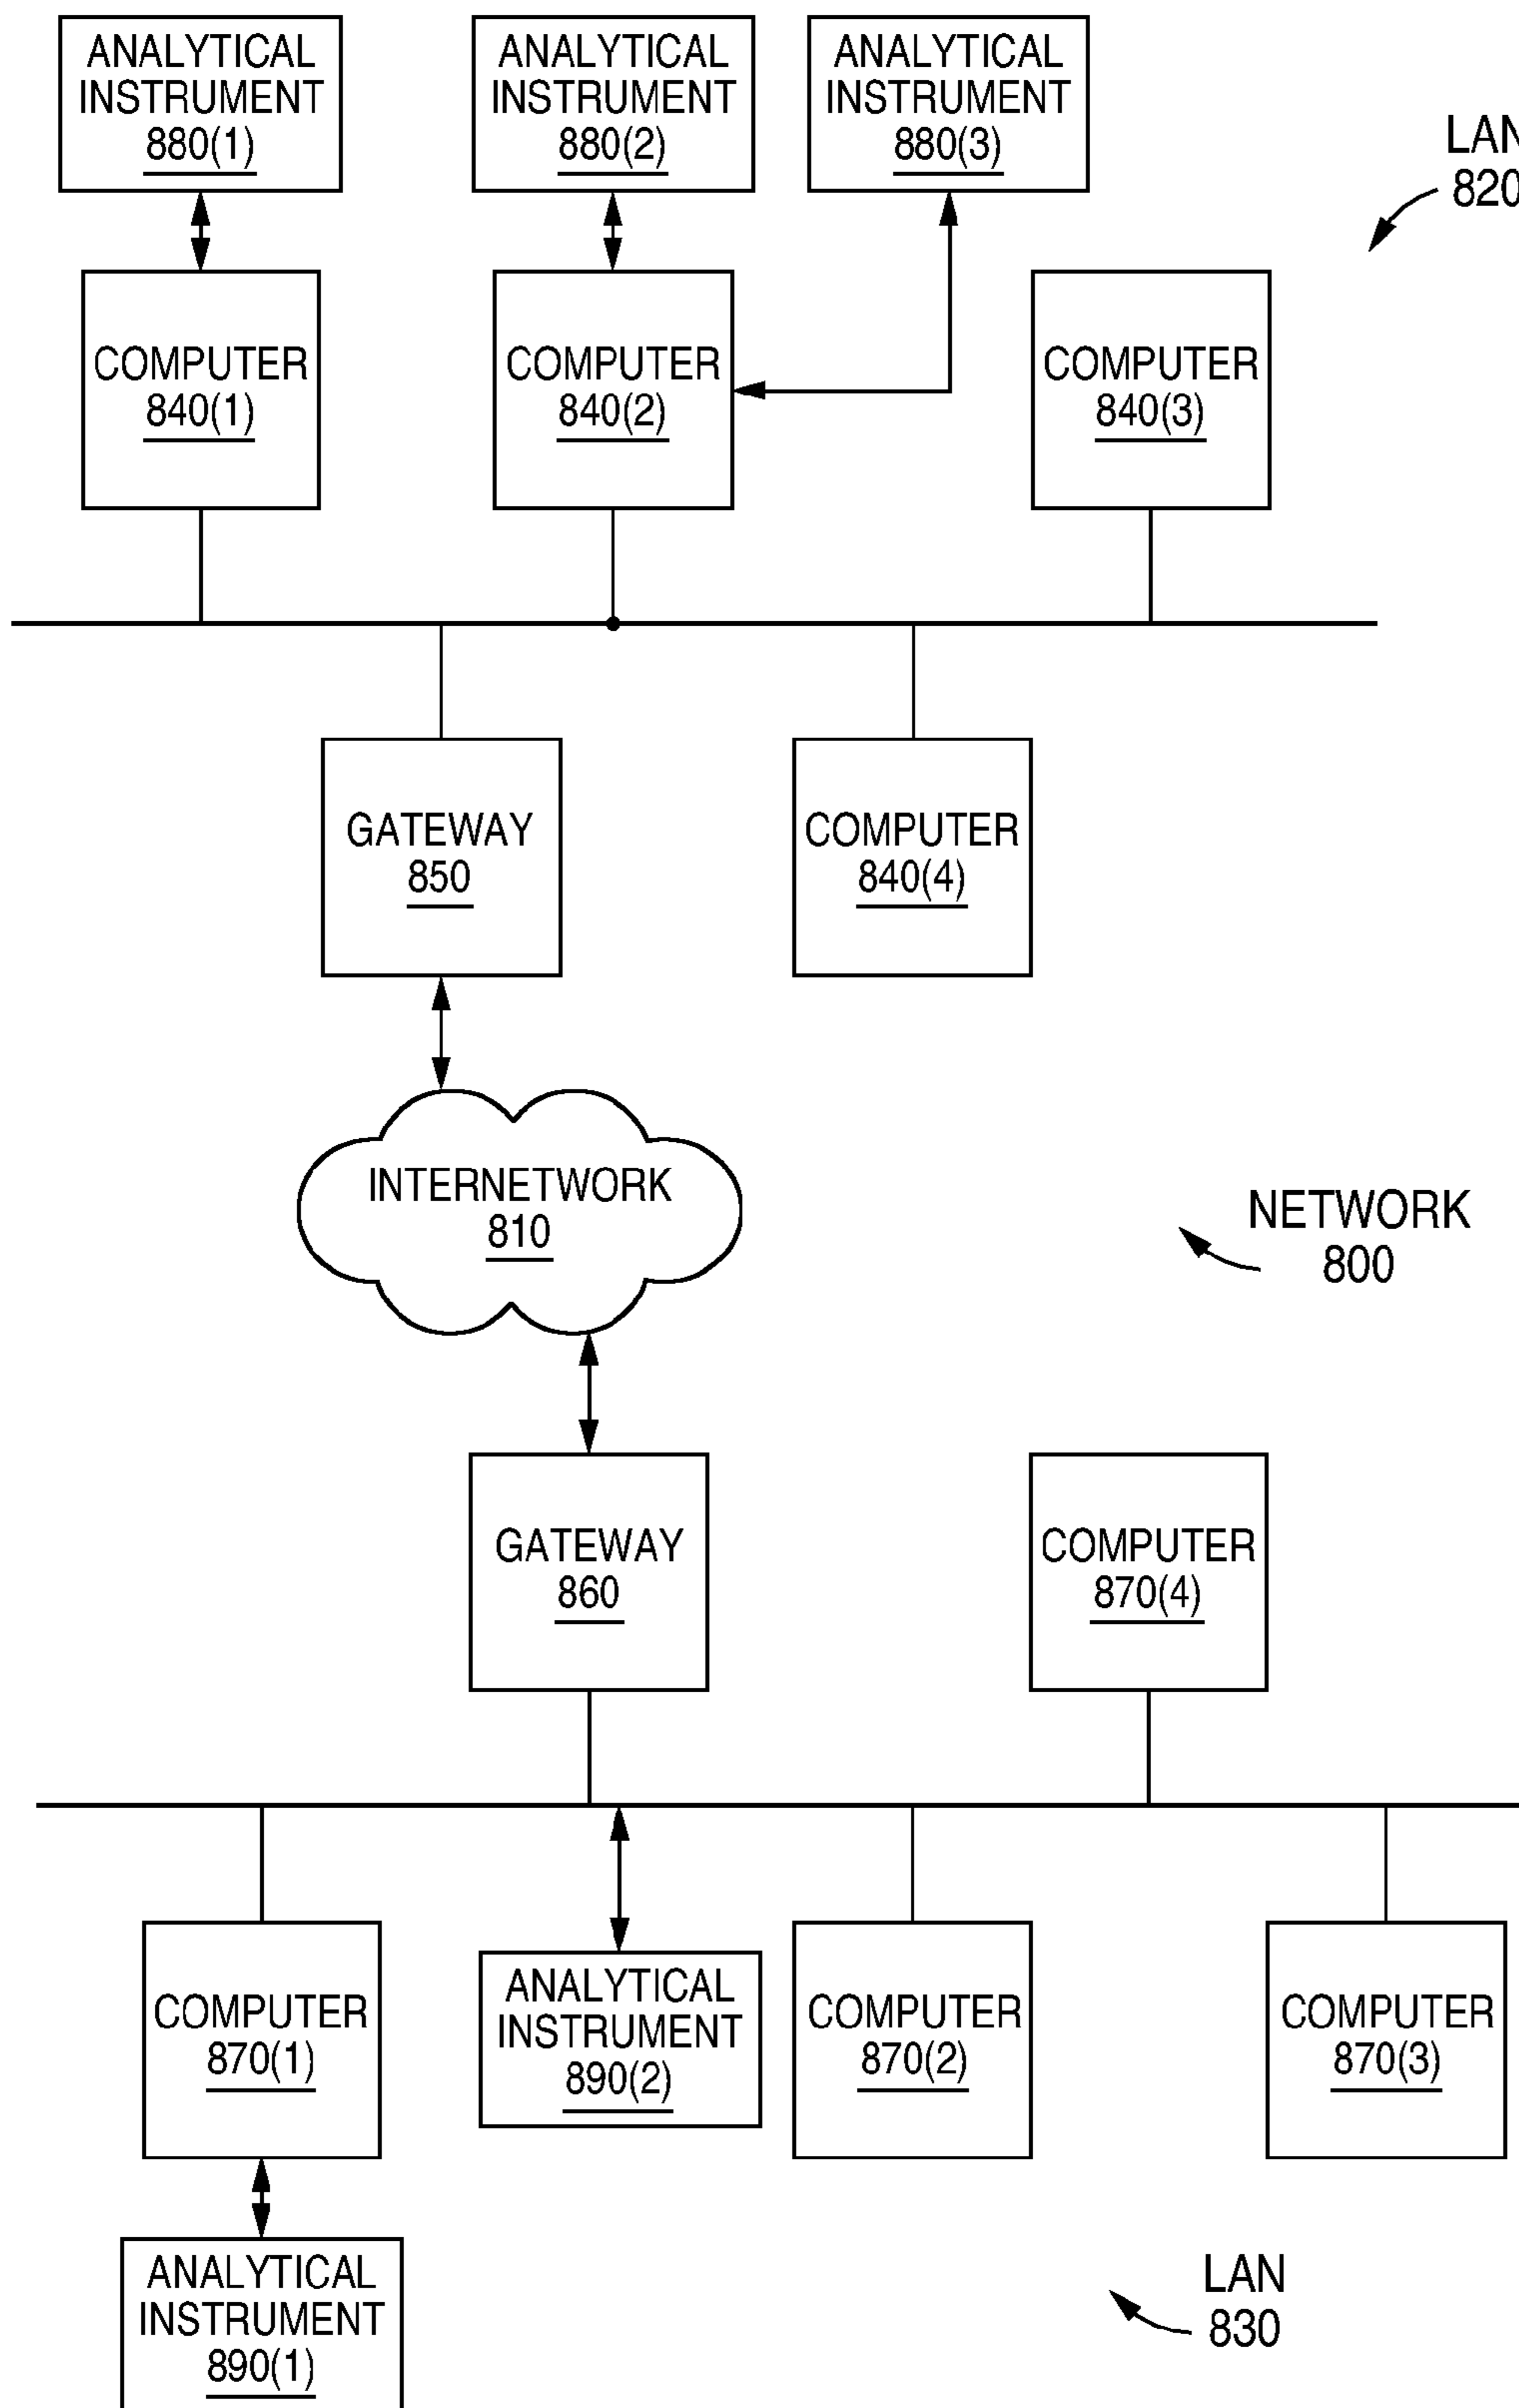 ANALYTICAL
INSTRUMENT
880(1)
ANALYTICAL
INSTRUMENT
880(2)
ANALYTICAL
INSTRUMENT
880(3)
LAN
820
COMPUTER
840(1)
COMPUTER
840(2)
COMPUTER
840(3)
GATEWAY
850
COMPUTER
840(4)
INTERNETWORK
810
NETWORK
800
GATEWAY
860
COMPUTER
870(4)
COMPUTER
870(1)
ANALYTICAL
INSTRUMENT
890(2)
COMPUTER
870(2)
COMPUTER
870(3)
ANALYTICAL
INSTRUMENT
890(1)
LAN
830